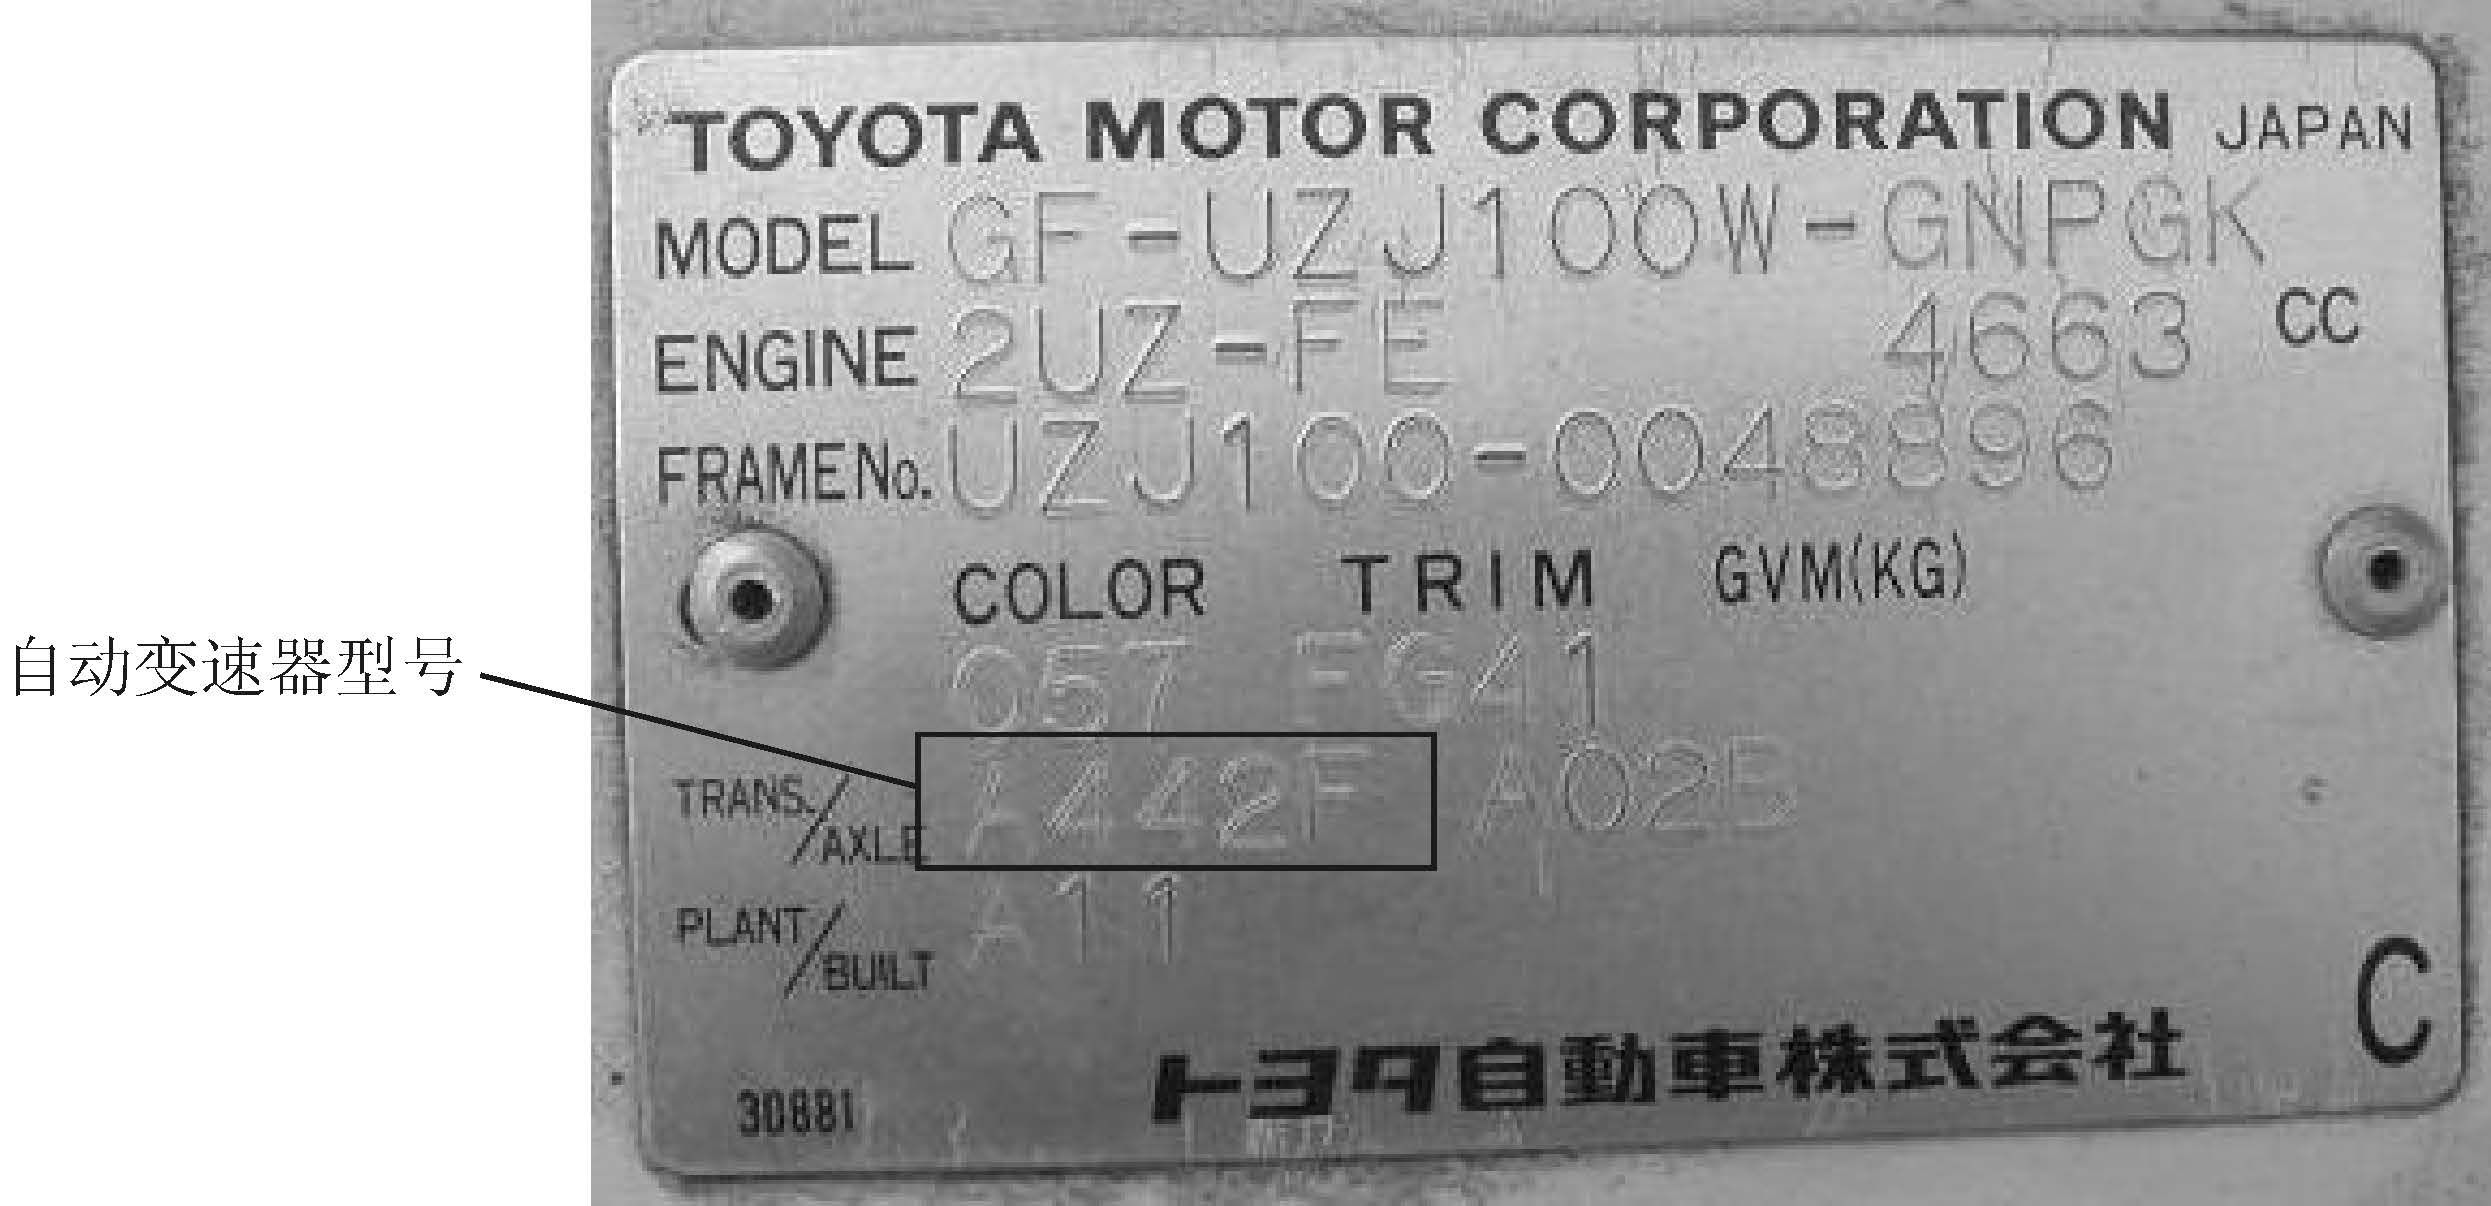 TOYOTA MOTOR CORPORATION JAPAN
MODEL GF-UZJ100W-GNPGK
ENGINE 2UZ-FE 4663 CC
FRAME No. UZJ100-0048896
COLOR TRIM GVM(KG)
057 FG41
自动变速器型号
TRANS./AXLE A442F A02B
PLANT/BUILT A11
C
トヨタ自動車株式会社
30881